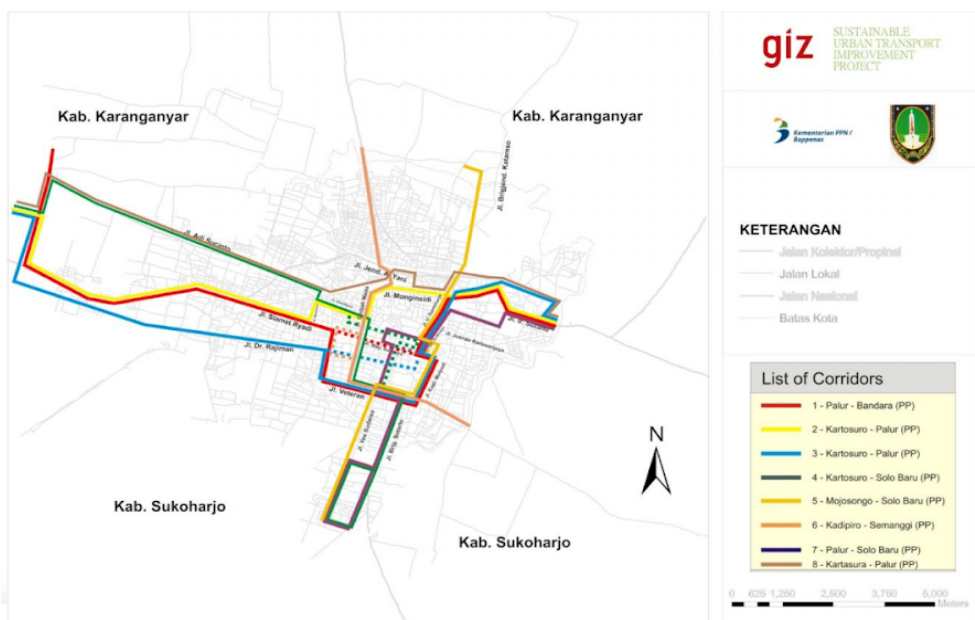 Kab. Karanganyar
Kab. Karanganyar
Jl. Brigjend. Katamso
Jl. Adi Sucipto
Jl. Jend. A. Yani
Jl. Monginsidi
Jl. Slamet Riyadi
Jl. Ir. Sutami
Jl. Dr. Rajiman
Jl. Veteran
Jl. Yos Sudarso
Kab. Sukoharjo
Kab. Sukoharjo
N
giz
SUSTAINABLE
URBAN TRANSPORT
IMPROVEMENT
PROJECT
Kementerian PPN /
Bappenas
KETERANGAN
Jalan Kolektor/Propinsi
Jalan Lokal
Jalan Nasional
Batas Kota
List of Corridors
1 - Palur - Bandara (PP)
2 - Kartosuro - Palur (PP)
3 - Kartosuro - Palur (PP)
4 - Kartosuro - Solo Baru (PP)
5 - Mojosongo - Solo Baru (PP)
6 - Kadipiro - Semanggi (PP)
7 - Palur - Solo Baru (PP)
8 - Kartasura - Palur (PP)
0 625 1,250 2,500 3,750 5,000
Meters